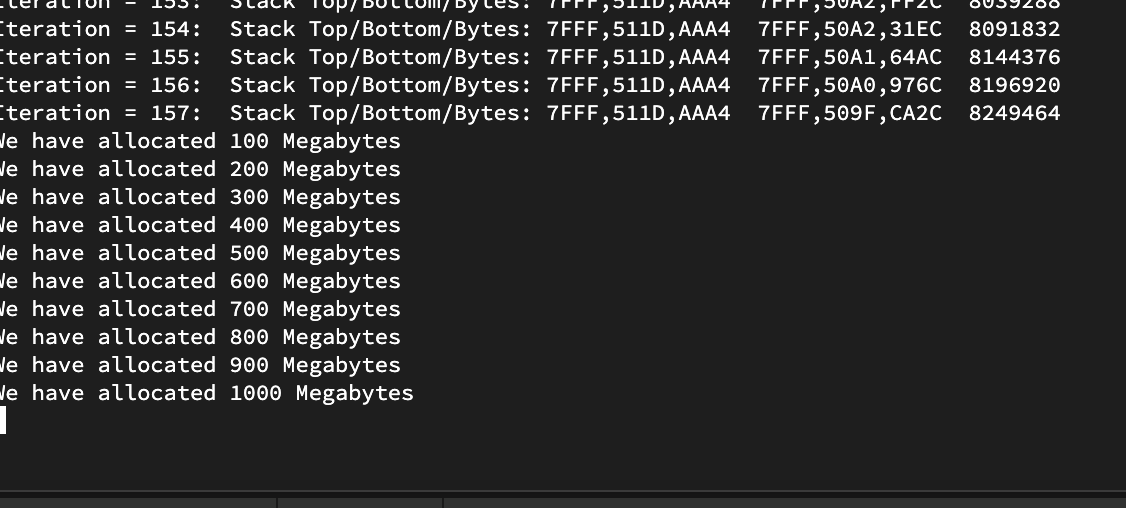 Iteration = 153:  Stack Top/Bottom/Bytes: 7FFF,511D,AAA4  7FFF,50A2,FF2C  8039288
Iteration = 154:  Stack Top/Bottom/Bytes: 7FFF,511D,AAA4  7FFF,50A2,31EC  8091832
Iteration = 155:  Stack Top/Bottom/Bytes: 7FFF,511D,AAA4  7FFF,50A1,64AC  8144376
Iteration = 156:  Stack Top/Bottom/Bytes: 7FFF,511D,AAA4  7FFF,50A0,976C  8196920
Iteration = 157:  Stack Top/Bottom/Bytes: 7FFF,511D,AAA4  7FFF,509F,CA2C  8249464
We have allocated 100 Megabytes
We have allocated 200 Megabytes
We have allocated 300 Megabytes
We have allocated 400 Megabytes
We have allocated 500 Megabytes
We have allocated 600 Megabytes
We have allocated 700 Megabytes
We have allocated 800 Megabytes
We have allocated 900 Megabytes
We have allocated 1000 Megabytes